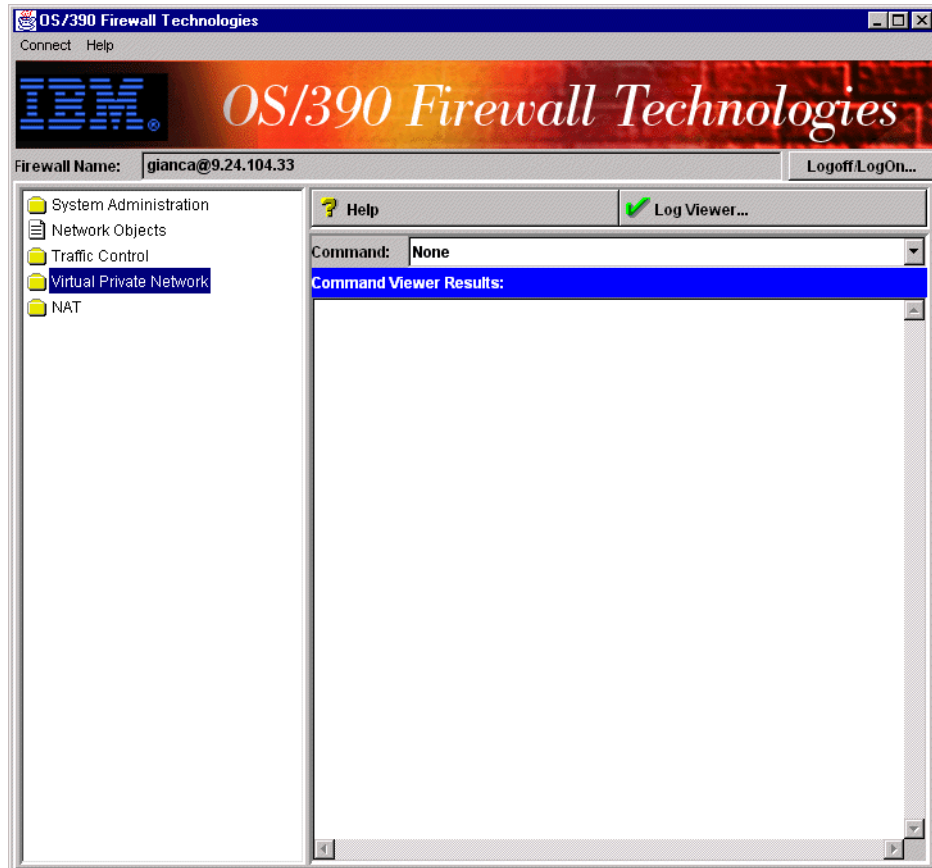 OS/390 Firewall Technologies
Connect Help
IBM® OS/390 Firewall Technologies
Firewall Name: gianca@9.24.104.33 Logoff/LogOn...
System Administration
Network Objects
Traffic Control
Virtual Private Network
NAT
Help Log Viewer...
Command: None
Command Viewer Results: